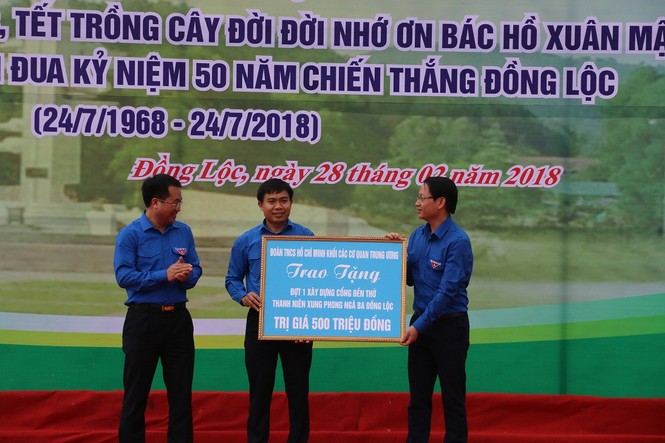 , TẾT TRỒNG CÂY ĐỜI ĐỜI NHỚ ƠN BÁC HỒ XUÂN MẬ
ĐUA KỶ NIỆM 50 NĂM CHIẾN THẮNG ĐỒNG LỘC
(24/7/1968 - 24/7/2018)
Đồng Lộc, ngày 28 tháng 02 năm 2018
ĐOÀN TNCS HỒ CHÍ MINH KHỐI CÁC CƠ QUAN TRUNG ƯƠNG
Trao Tặng
ĐỢT 1 XÂY DỰNG CỔNG ĐỀN THỜ
THANH NIÊN XUNG PHONG NGÃ BA ĐỒNG LỘC
TRỊ GIÁ 500 TRIỆU ĐỒNG